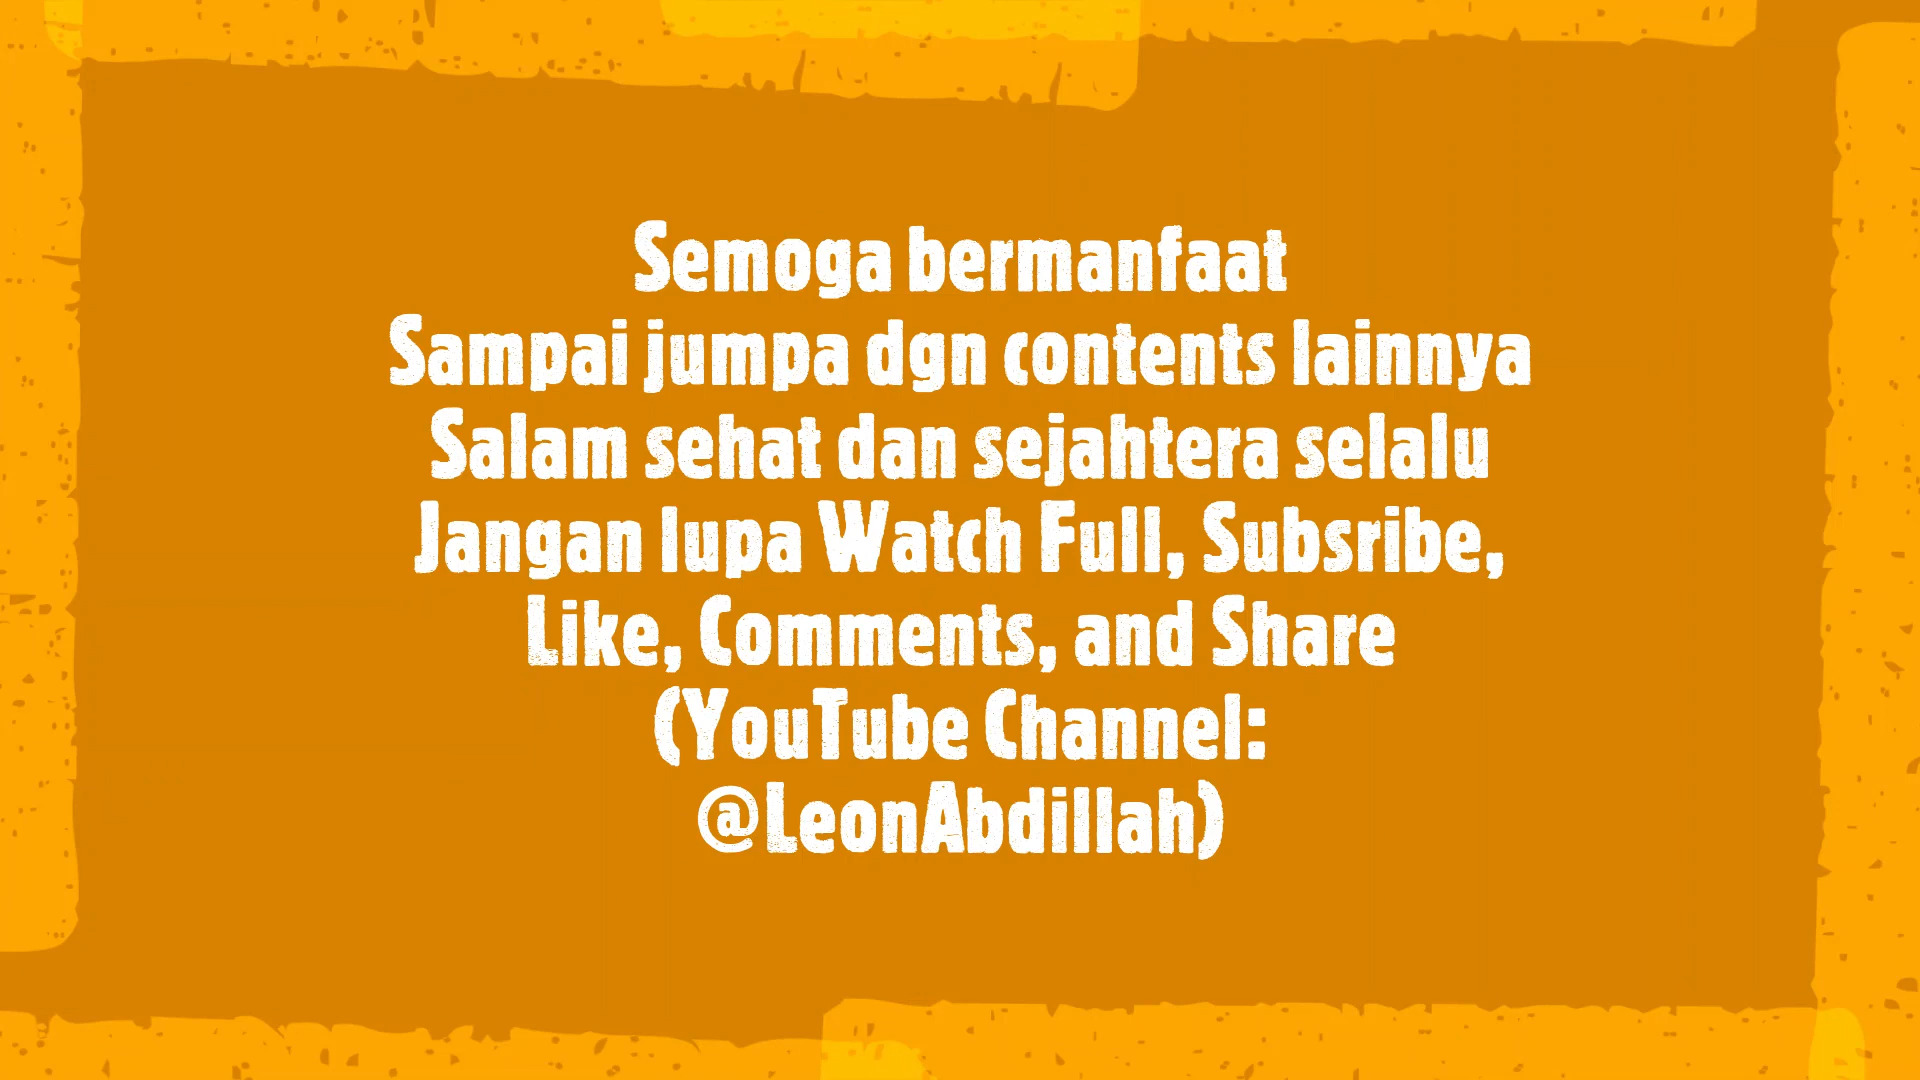 Semoga bermanfaat
Sampai jumpa dgn contents lainnya
Salam sehat dan sejahtera selalu
Jangan lupa Watch Full, Subsribe,
Like, Comments, and Share
(YouTube Channel:
@LeonAbdillah)